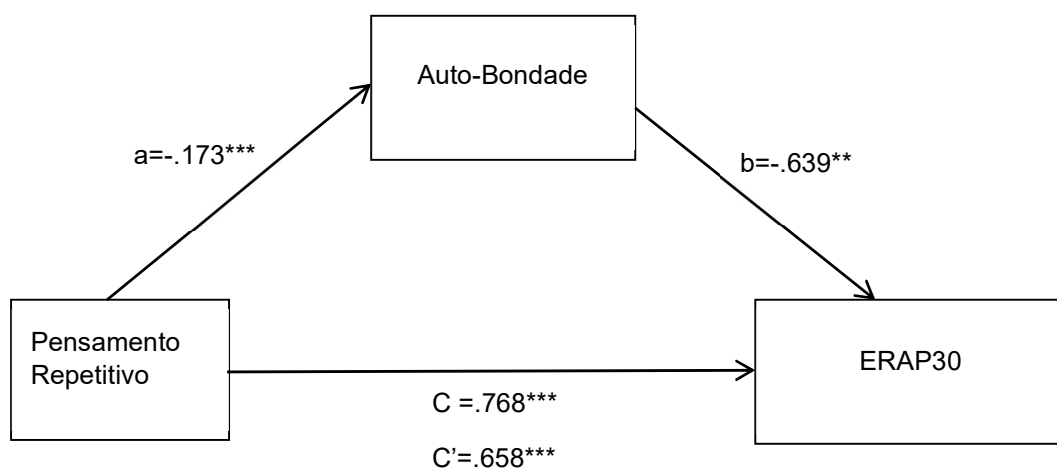 Auto-Bondade
a=-.173***
b=-.639**
Pensamento
Repetitivo
ERAP30
C =.768***
C’=.658***